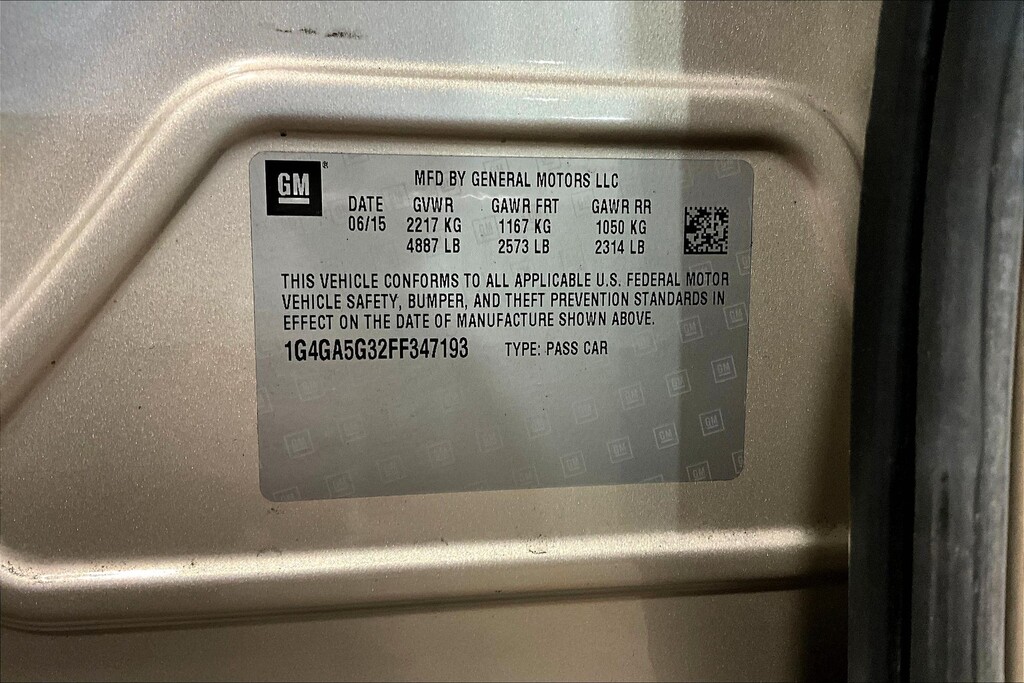 GM®
MFD BY GENERAL MOTORS LLC
DATE GVWR GAWR FRT GAWR RR
06/15 2217 KG 1167 KG 1050 KG
4887 LB 2573 LB 2314 LB
THIS VEHICLE CONFORMS TO ALL APPLICABLE U.S. FEDERAL MOTOR
VEHICLE SAFETY, BUMPER, AND THEFT PREVENTION STANDARDS IN
EFFECT ON THE DATE OF MANUFACTURE SHOWN ABOVE.
1G4GA5G32FF347193 TYPE: PASS CAR